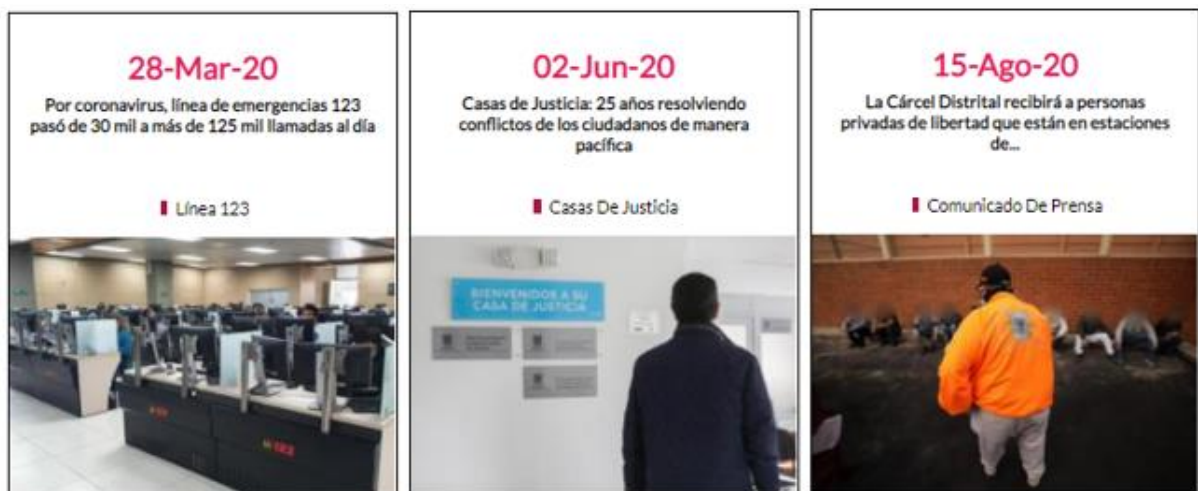 28-Mar-20
Por coronavirus, línea de emergencias 123
pasó de 30 mil a más de 125 mil llamadas al día
Línea 123
123
02-Jun-20
Casas de Justicia: 25 años resolviendo
conflictos de los ciudadanos de manera
pacífica
Casas De Justicia
BIENVENIDOS A SU
CASA DE JUSTICIA
15-Ago-20
La Cárcel Distrital recibirá a personas
privadas de libertad que están en estaciones
de...
Comunicado De Prensa